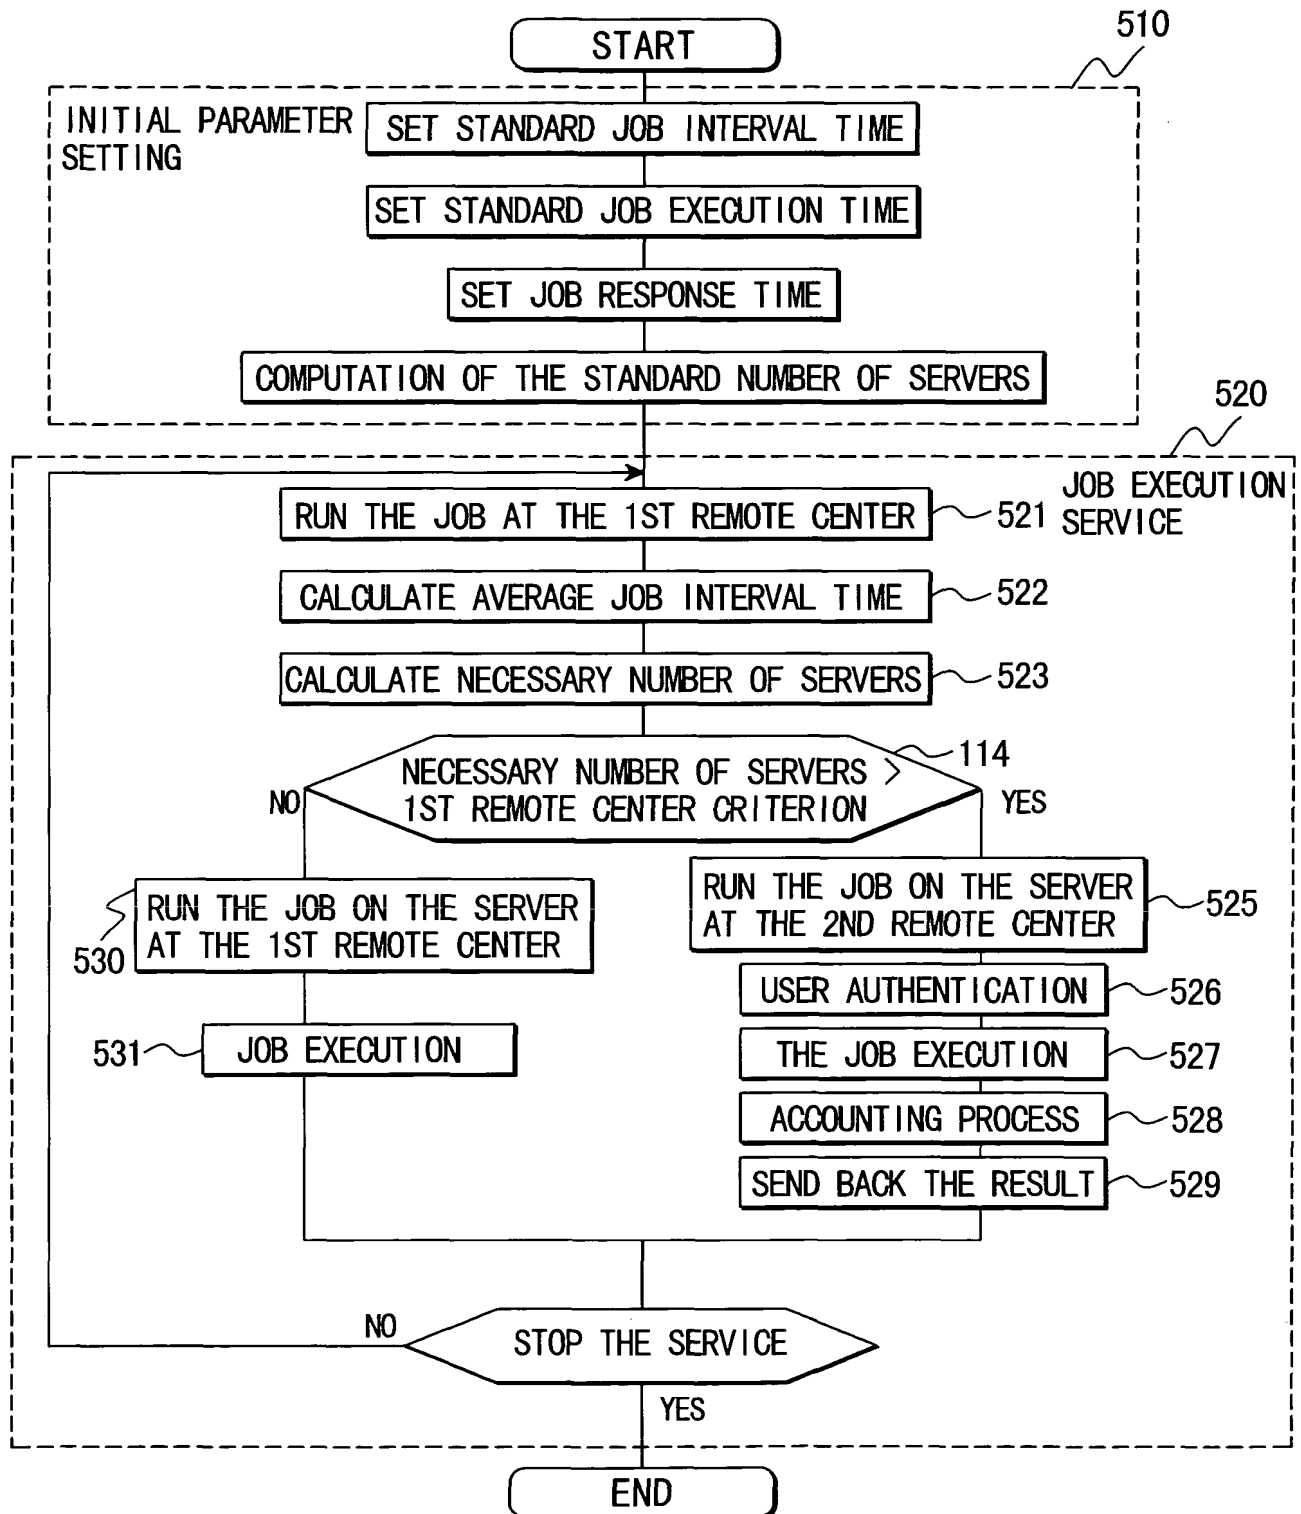 START
510
INITIAL PARAMETER
SETTING
SET STANDARD JOB INTERVAL TIME
SET STANDARD JOB EXECUTION TIME
SET JOB RESPONSE TIME
COMPUTATION OF THE STANDARD NUMBER OF SERVERS
520
JOB EXECUTION
SERVICE
RUN THE JOB AT THE 1ST REMOTE CENTER
521
CALCULATE AVERAGE JOB INTERVAL TIME
522
CALCULATE NECESSARY NUMBER OF SERVERS
523
114
NECESSARY NUMBER OF SERVERS >
1ST REMOTE CENTER CRITERION
NO
YES
RUN THE JOB ON THE SERVER
AT THE 1ST REMOTE CENTER
530
JOB EXECUTION
531
RUN THE JOB ON THE SERVER
AT THE 2ND REMOTE CENTER
525
USER AUTHENTICATION
526
THE JOB EXECUTION
527
ACCOUNTING PROCESS
528
SEND BACK THE RESULT
529
NO
STOP THE SERVICE
YES
END